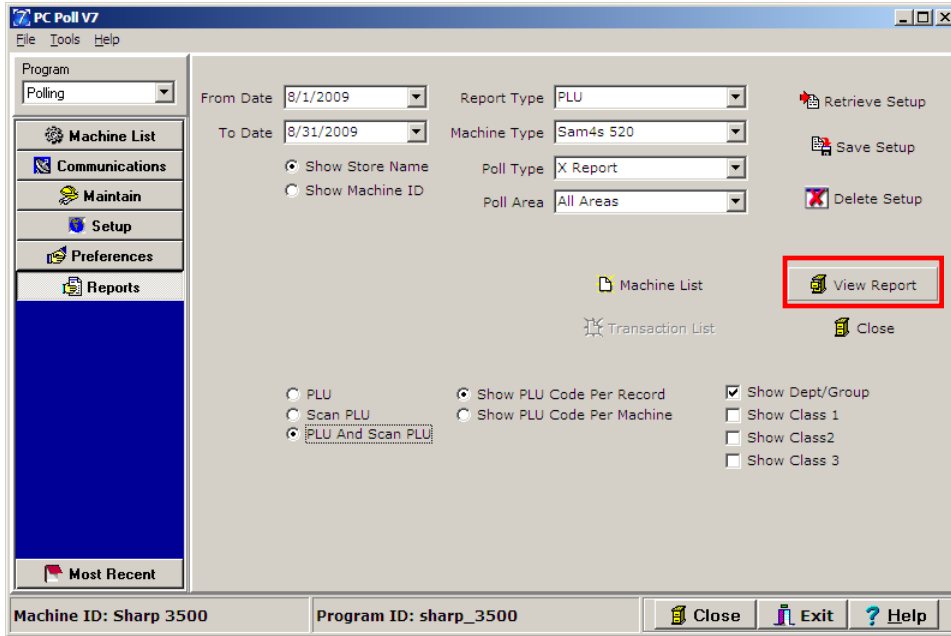 PC Poll V7
File Tools Help
Program
Polling
Machine List
Communications
Maintain
Setup
Preferences
Reports
Most Recent
From Date 8/1/2009
To Date 8/31/2009
Show Store Name
Show Machine ID
Report Type PLU
Machine Type Sam4s 520
Poll Type X Report
Poll Area All Areas
Retrieve Setup
Save Setup
Delete Setup
Machine List
View Report
Transaction List
Close
PLU
Scan PLU
PLU And Scan PLU
Show PLU Code Per Record
Show PLU Code Per Machine
Show Dept/Group
Show Class 1
Show Class2
Show Class 3
Machine ID: Sharp 3500 Program ID: sharp_3500 Close Exit ? Help